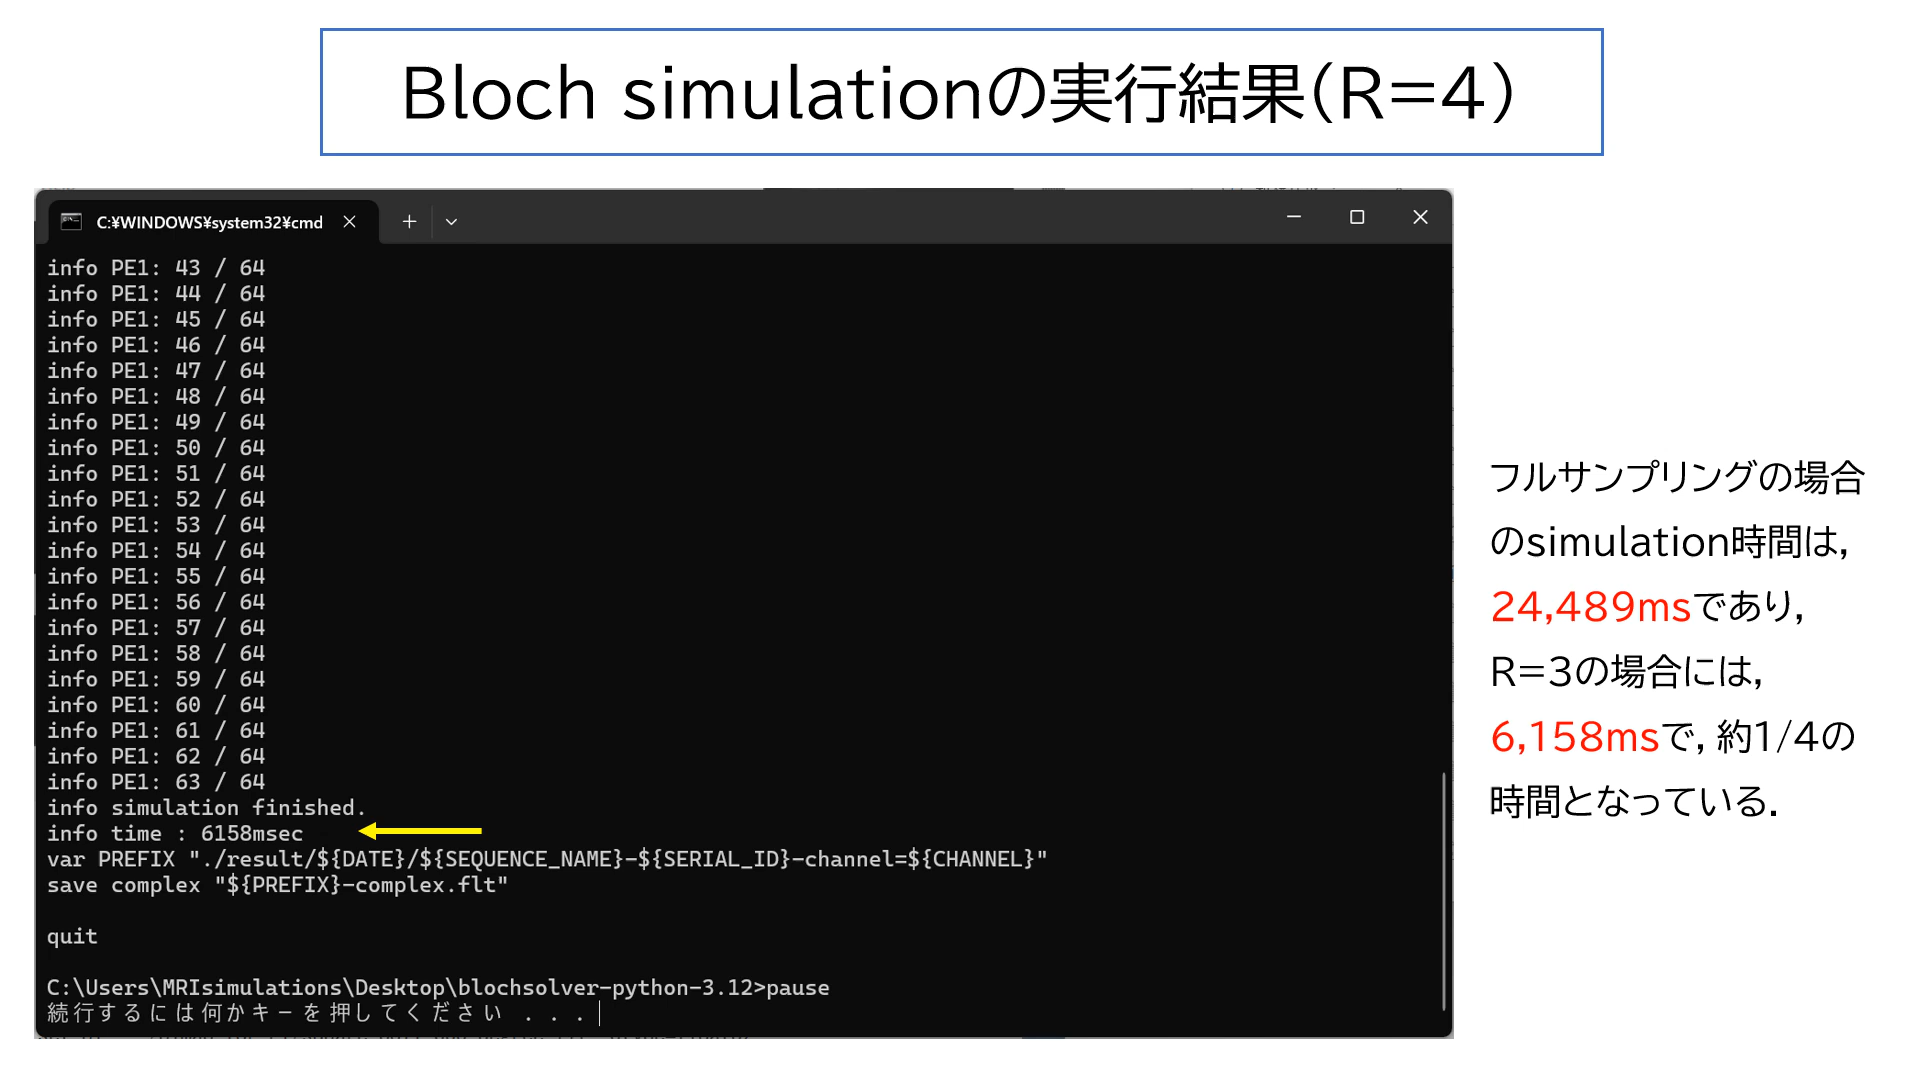 Bloch simulationの実行結果(R=4)
C:¥WINDOWS¥system32¥cmd
info PE1: 43 / 64
info PE1: 44 / 64
info PE1: 45 / 64
info PE1: 46 / 64
info PE1: 47 / 64
info PE1: 48 / 64
info PE1: 49 / 64
info PE1: 50 / 64
info PE1: 51 / 64
info PE1: 52 / 64
info PE1: 53 / 64
info PE1: 54 / 64
info PE1: 55 / 64
info PE1: 56 / 64
info PE1: 57 / 64
info PE1: 58 / 64
info PE1: 59 / 64
info PE1: 60 / 64
info PE1: 61 / 64
info PE1: 62 / 64
info PE1: 63 / 64
info simulation finished.
info time : 6158msec
var PREFIX "./result/${DATE}/${SEQUENCE_NAME}-${SERIAL_ID}-channel=${CHANNEL}"
save complex "${PREFIX}-complex.flt"
quit
C:\Users\MRIsimulations\Desktop\blochsolver-python-3.12>pause
続行するには何かキーを押してください . . .
フルサンプリングの場合
のsimulation時間は,
24,489msであり,
R=3の場合には,
6,158msで, 約1/4の
時間となっている.